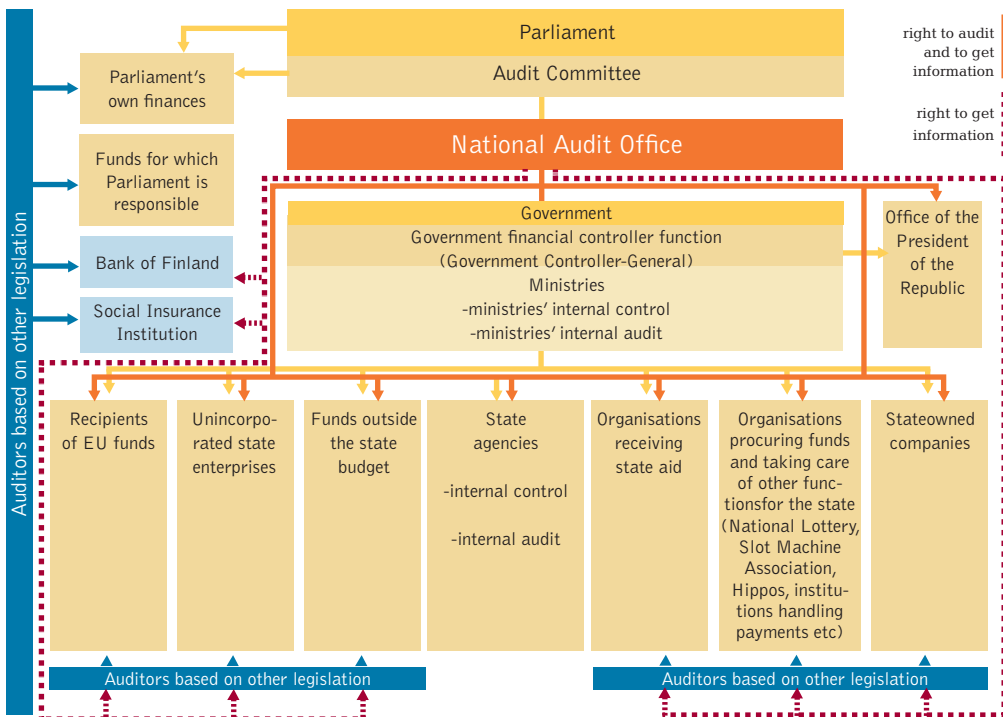 Parliament
Audit Committee
right to audit
and to get
information
right to get
information
Parliament's
own finances
Funds for which
Parliament is
responsible
Bank of Finland
Social Insurance
Institution
National Audit Office
Government
Government financial controller function
(Government Controller-General)
Ministries
-ministries' internal control
-ministries' internal audit
Office of the
President
of the
Republic
Auditors based on other legislation
Recipients
of EU funds
Unincorpo-
rated state
enterprises
Funds outside
the state
budget
State
agencies
-internal control
-internal audit
Organisations
receiving
state aid
Organisations
procuring funds
and taking care
of other func-
tionsfor the state
(National Lottery,
Slot Machine
Association,
Hippos, institu-
tions handling
payments etc)
Stateowned
companies
Auditors based on other legislation
Auditors based on other legislation